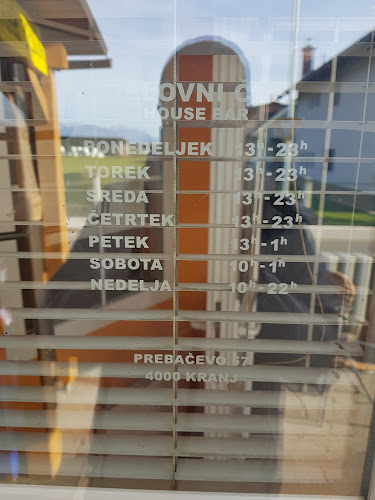 ELOVNI Č
HOUSE BAR
PONEDELJEK 13h-23h
TOREK 13h-23h
SREDA 13h-23h
ČETRTEK 13h-23h
PETEK 13h-1h
SOBOTA 10h-1h
NEDELJA 10h-22h
PREBAČEVO 57
4000 KRANJ